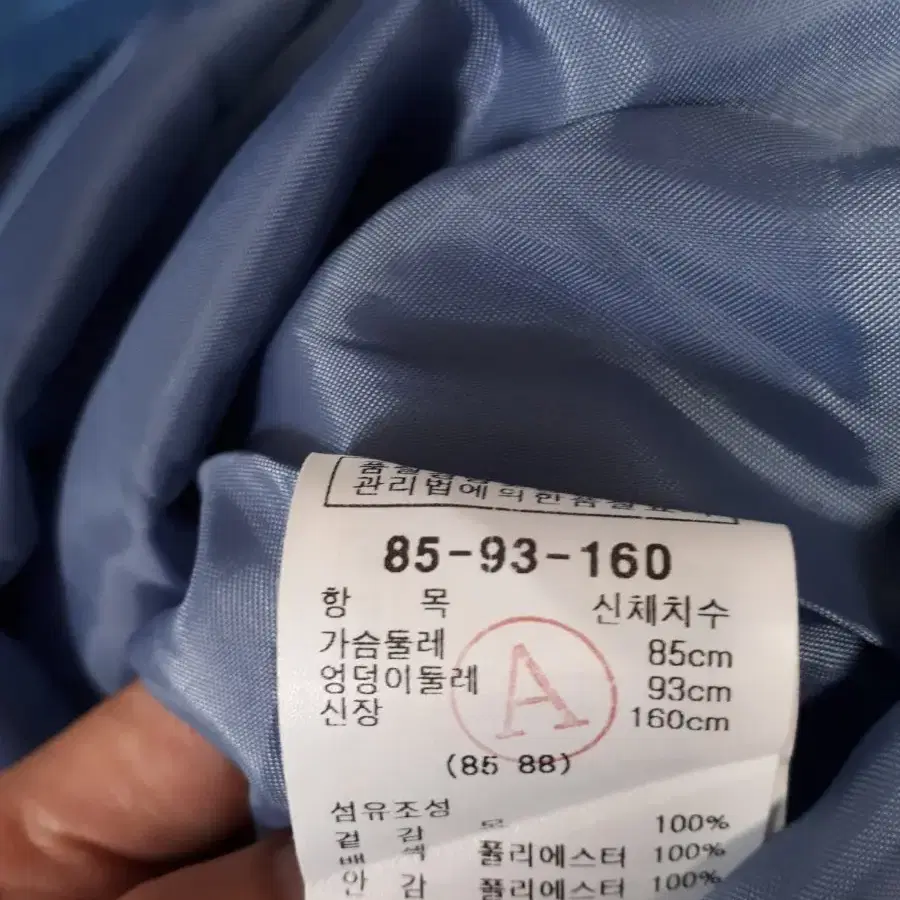 관리법에의한품질표시
85-93-160
항 목 신체치수
가슴둘레 85cm
엉덩이둘레 93cm
신장 160cm
A
(85 88)
섬유조성
겉 감 100%
배 색 폴리에스터 100%
안 감 폴리에스터 100%